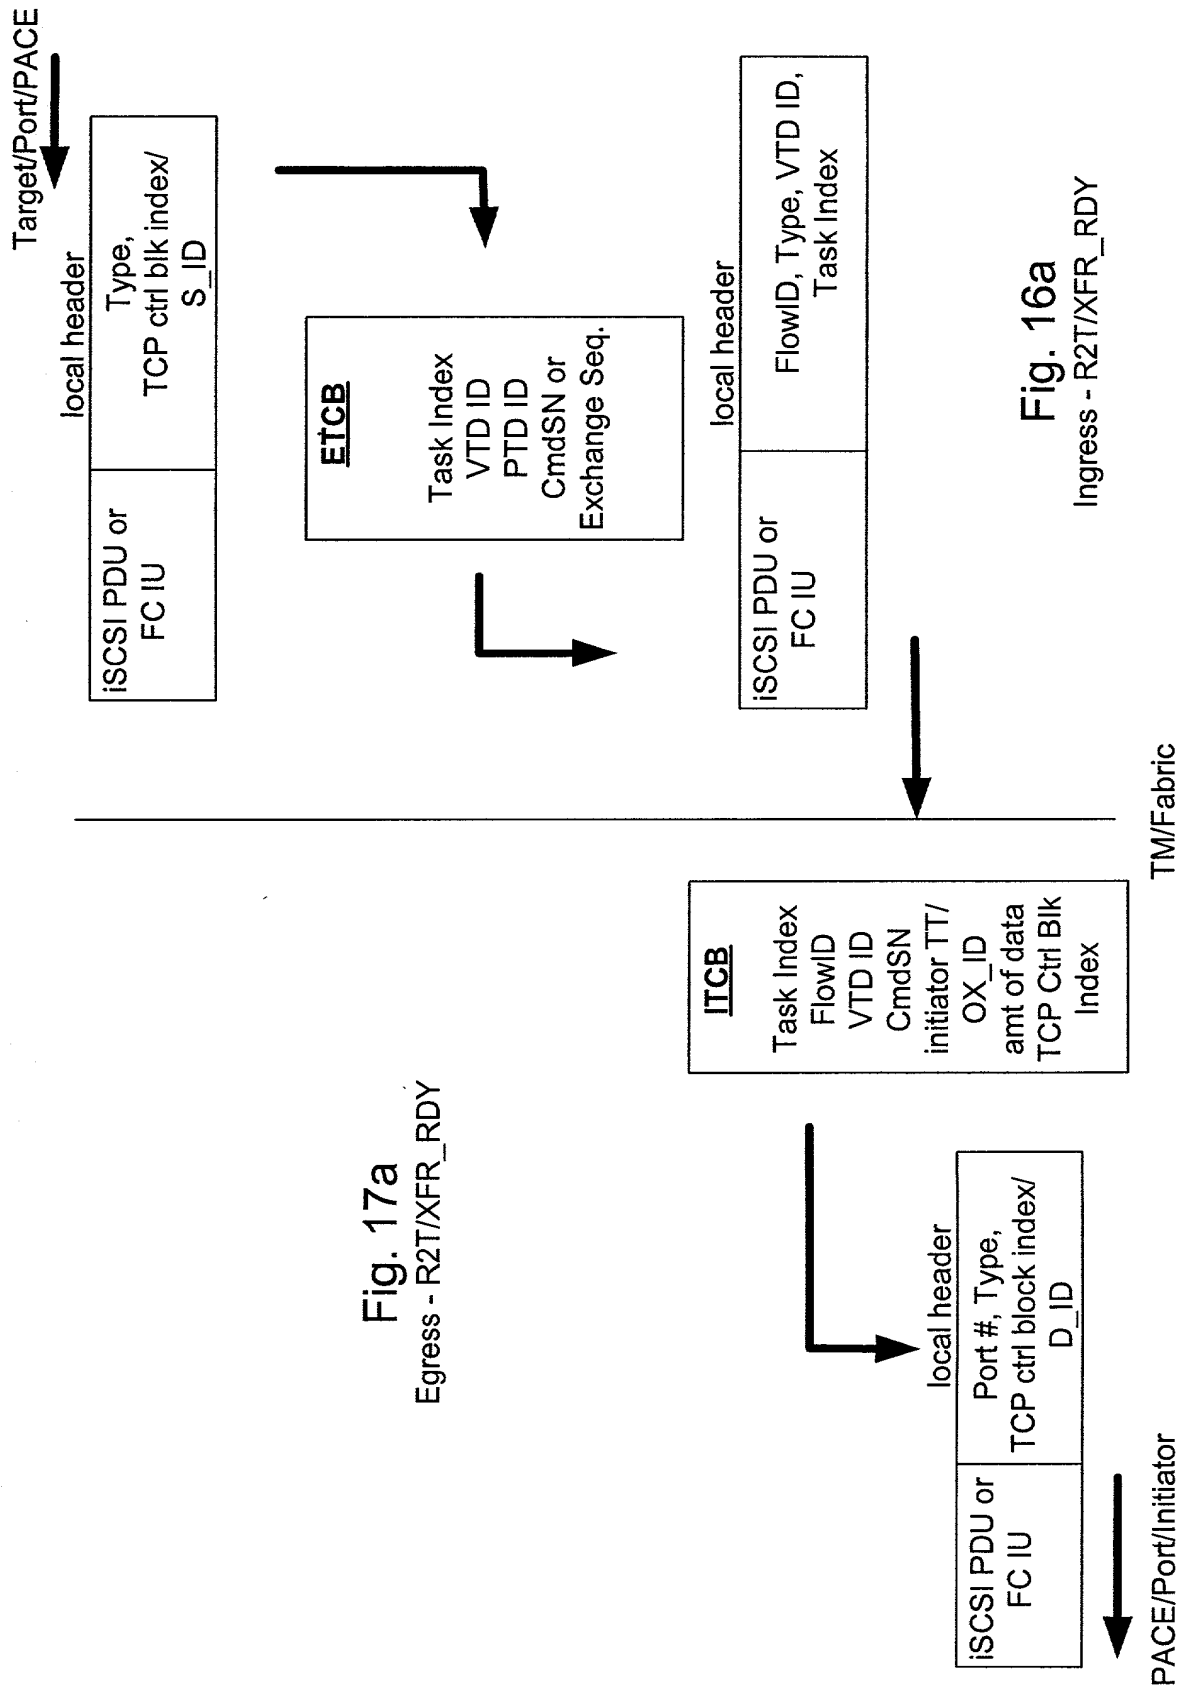 Target/Port/PACE
local header
iSCSI PDU or
FC IU
Type,
TCP ctrl blk index/
S_ID
ETCB
Task Index
VTD ID
PTD ID
CmdSN or
Exchange Seq.
local header
iSCSI PDU or
FC IU
FlowID, Type, VTD ID,
Task Index
Fig. 16a
Ingress - R2T/XFR_RDY
TM/Fabric
Fig. 17a
Egress - R2T/XFR_RDY
ITCB
Task Index
FlowID
VTD ID
CmdSN
initiator TT/
OX_ID
amt of data
TCP Ctrl Blk
Index
local header
iSCSI PDU or
FC IU
Port #, Type,
TCP ctrl block index/
D_ID
PACE/Port/Initiator